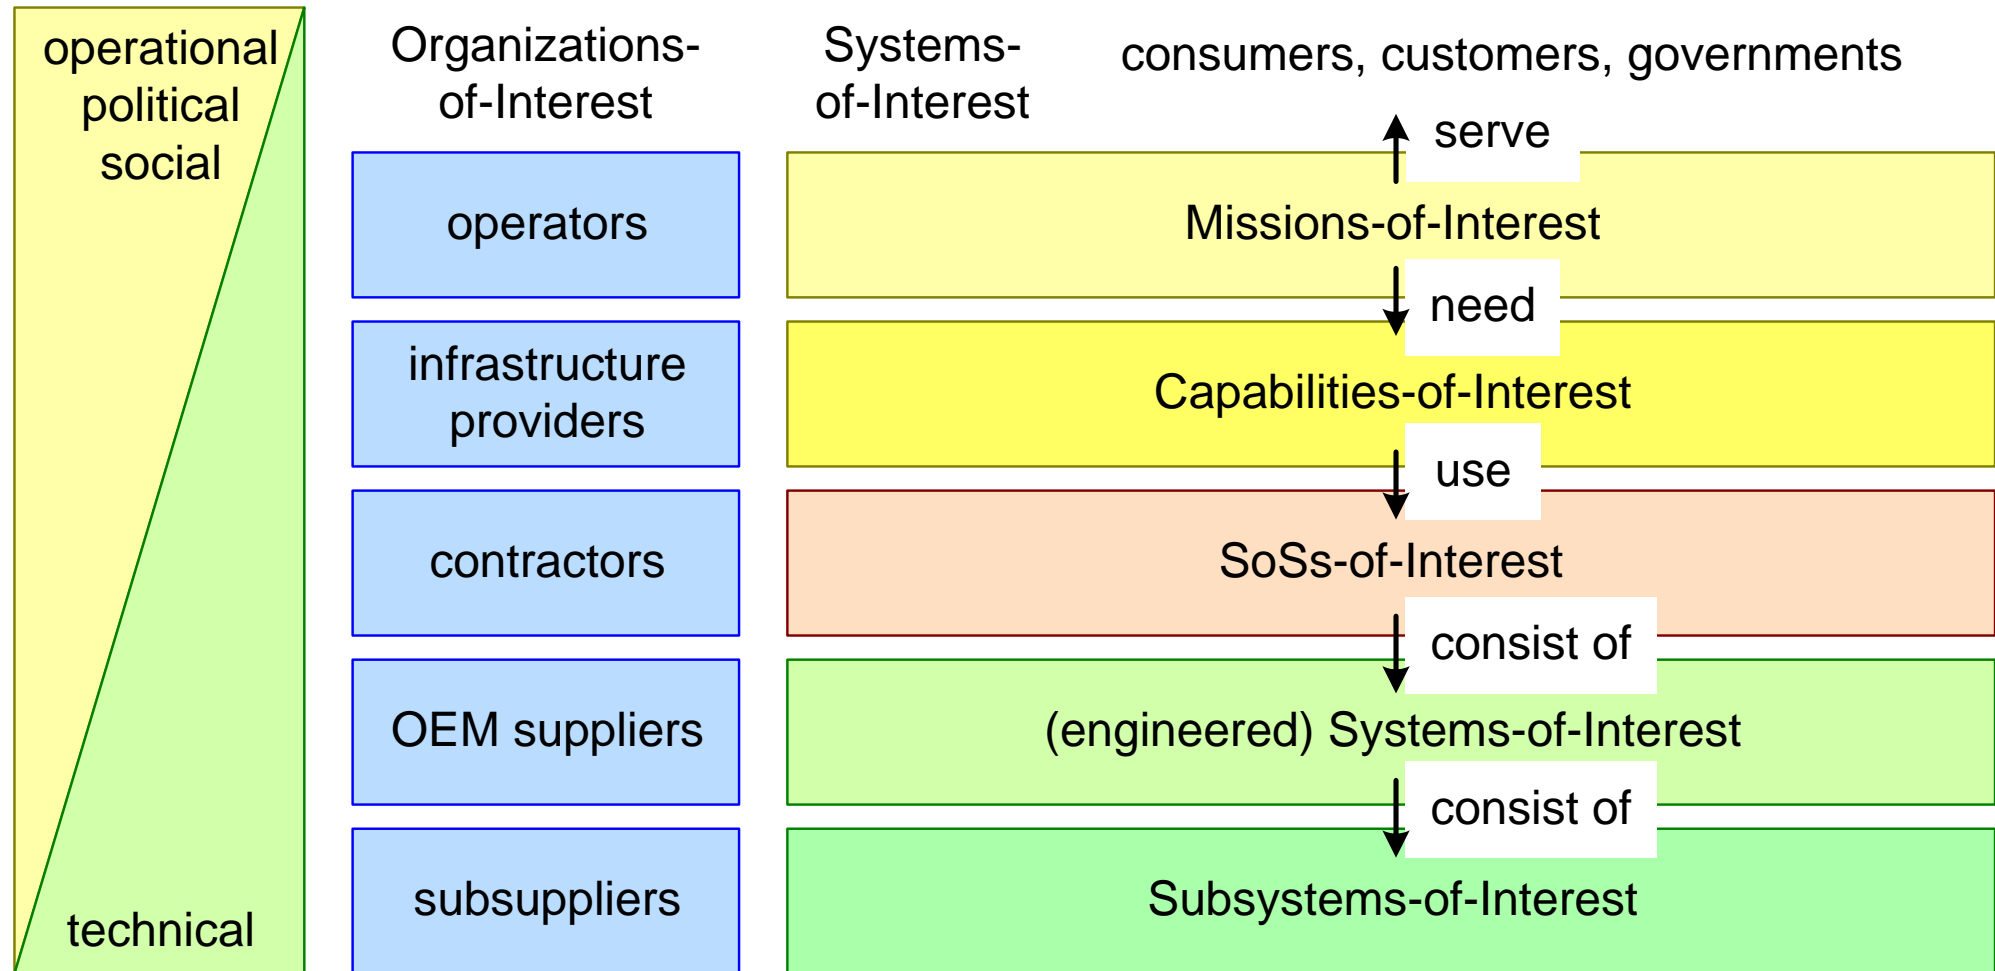 operational
political
social
technical
Organizations-
of-Interest
operators
infrastructure
providers
contractors
OEM suppliers
subsuppliers
Systems-
of-Interest
consumers, customers, governments
serve
Missions-of-Interest
need
Capabilities-of-Interest
use
SoSs-of-Interest
consist of
(engineered) Systems-of-Interest
consist of
Subsystems-of-Interest